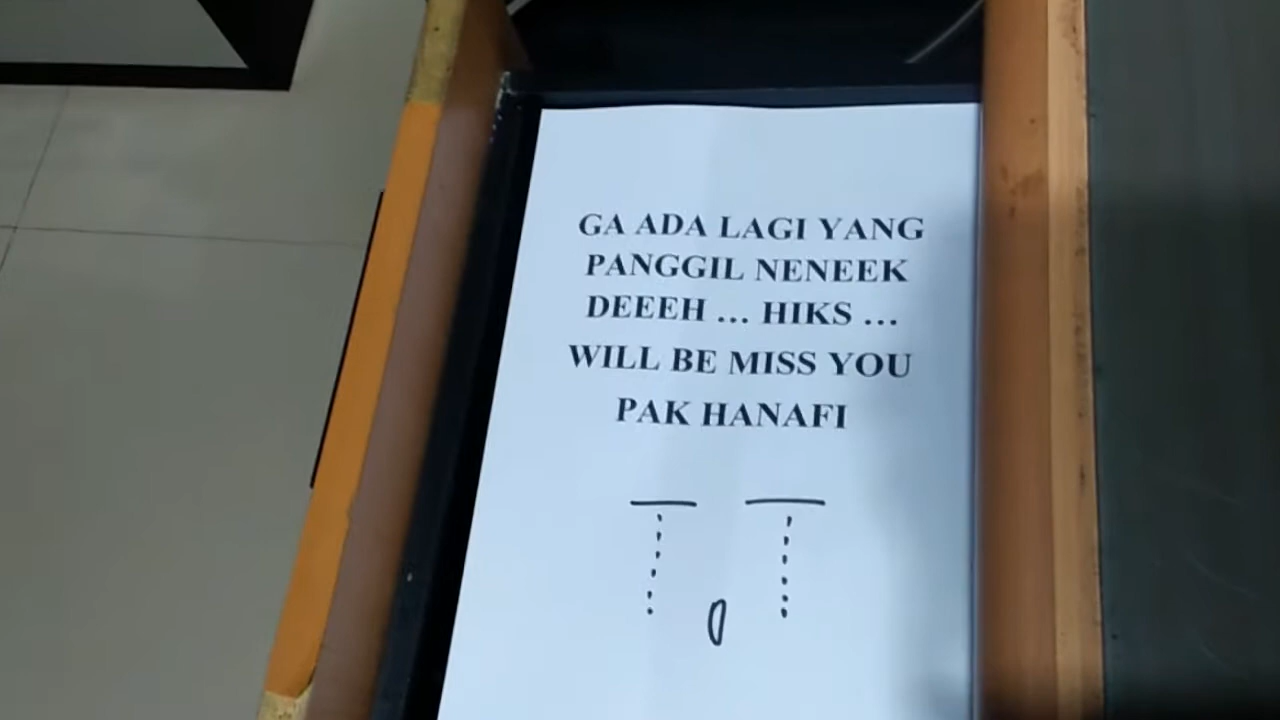 GA ADA LAGI YANG
PANGGIL NENEEK
DEEEH ... HIKS ...
WILL BE MISS YOU
PAK HANAFI